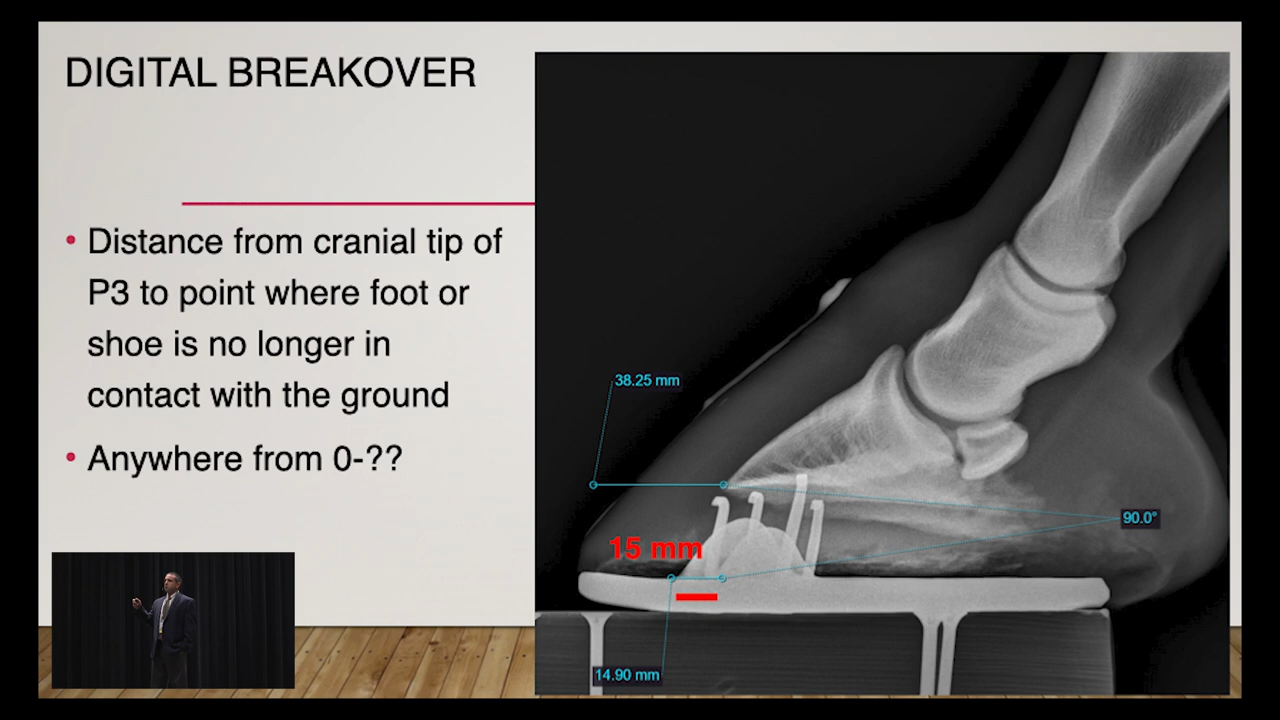 DIGITAL BREAKOVER
• Distance from cranial tip of
P3 to point where foot or
shoe is no longer in
contact with the ground
• Anywhere from 0-??
38.25 mm
90.0°
15 mm
14.90 mm